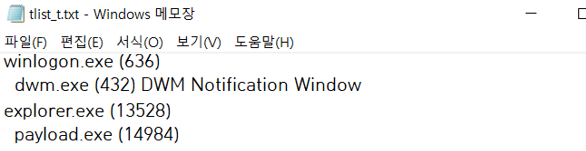 tlist_t.txt - Windows 메모장
파일(F) 편집(E) 서식(O) 보기(V) 도움말(H)
winlogon.exe (636)
dwm.exe (432) DWM Notification Window
explorer.exe (13528)
payload.exe (14984)